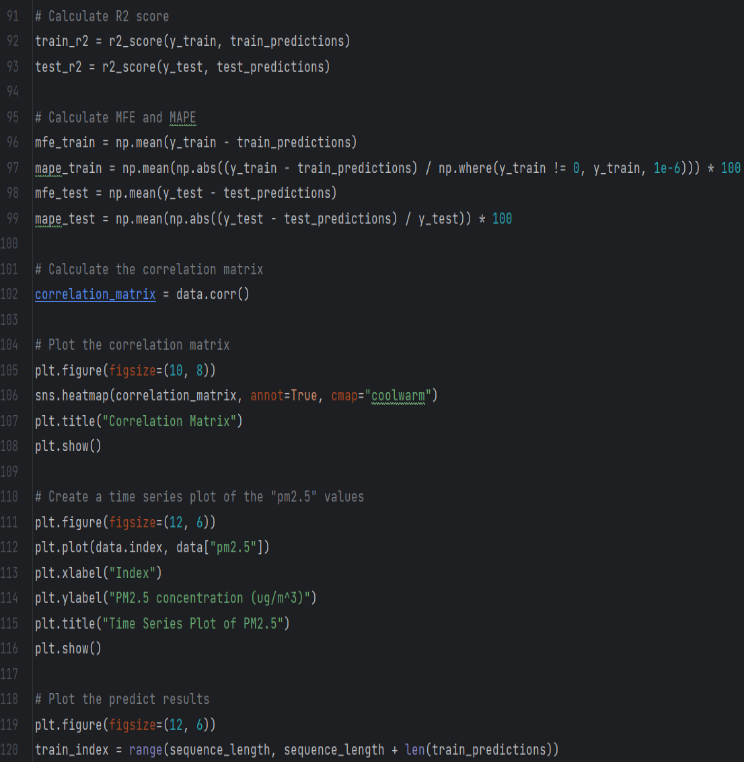 91 # Calculate R2 score
92 train_r2 = r2_score(y_train, train_predictions)
93 test_r2 = r2_score(y_test, test_predictions)
94
95 # Calculate MFE and MAPE
96 mfe_train = np.mean(y_train - train_predictions)
97 mape_train = np.mean(np.abs((y_train - train_predictions) / np.where(y_train != 0, y_train, 1e-6))) * 100
98 mfe_test = np.mean(y_test - test_predictions)
99 mape_test = np.mean(np.abs((y_test - test_predictions) / y_test)) * 100
100
101 # Calculate the correlation matrix
102 correlation_matrix = data.corr()
103
104 # Plot the correlation matrix
105 plt.figure(figsize=(10, 8))
106 sns.heatmap(correlation_matrix, annot=True, cmap="coolwarm")
107 plt.title("Correlation Matrix")
108 plt.show()
109
110 # Create a time series plot of the "pm2.5" values
111 plt.figure(figsize=(12, 6))
112 plt.plot(data.index, data["pm2.5"])
113 plt.xlabel("Index")
114 plt.ylabel("PM2.5 concentration (ug/m^3)")
115 plt.title("Time Series Plot of PM2.5")
116 plt.show()
117
118 # Plot the predict results
119 plt.figure(figsize=(12, 6))
120 train_index = range(sequence_length, sequence_length + len(train_predictions))